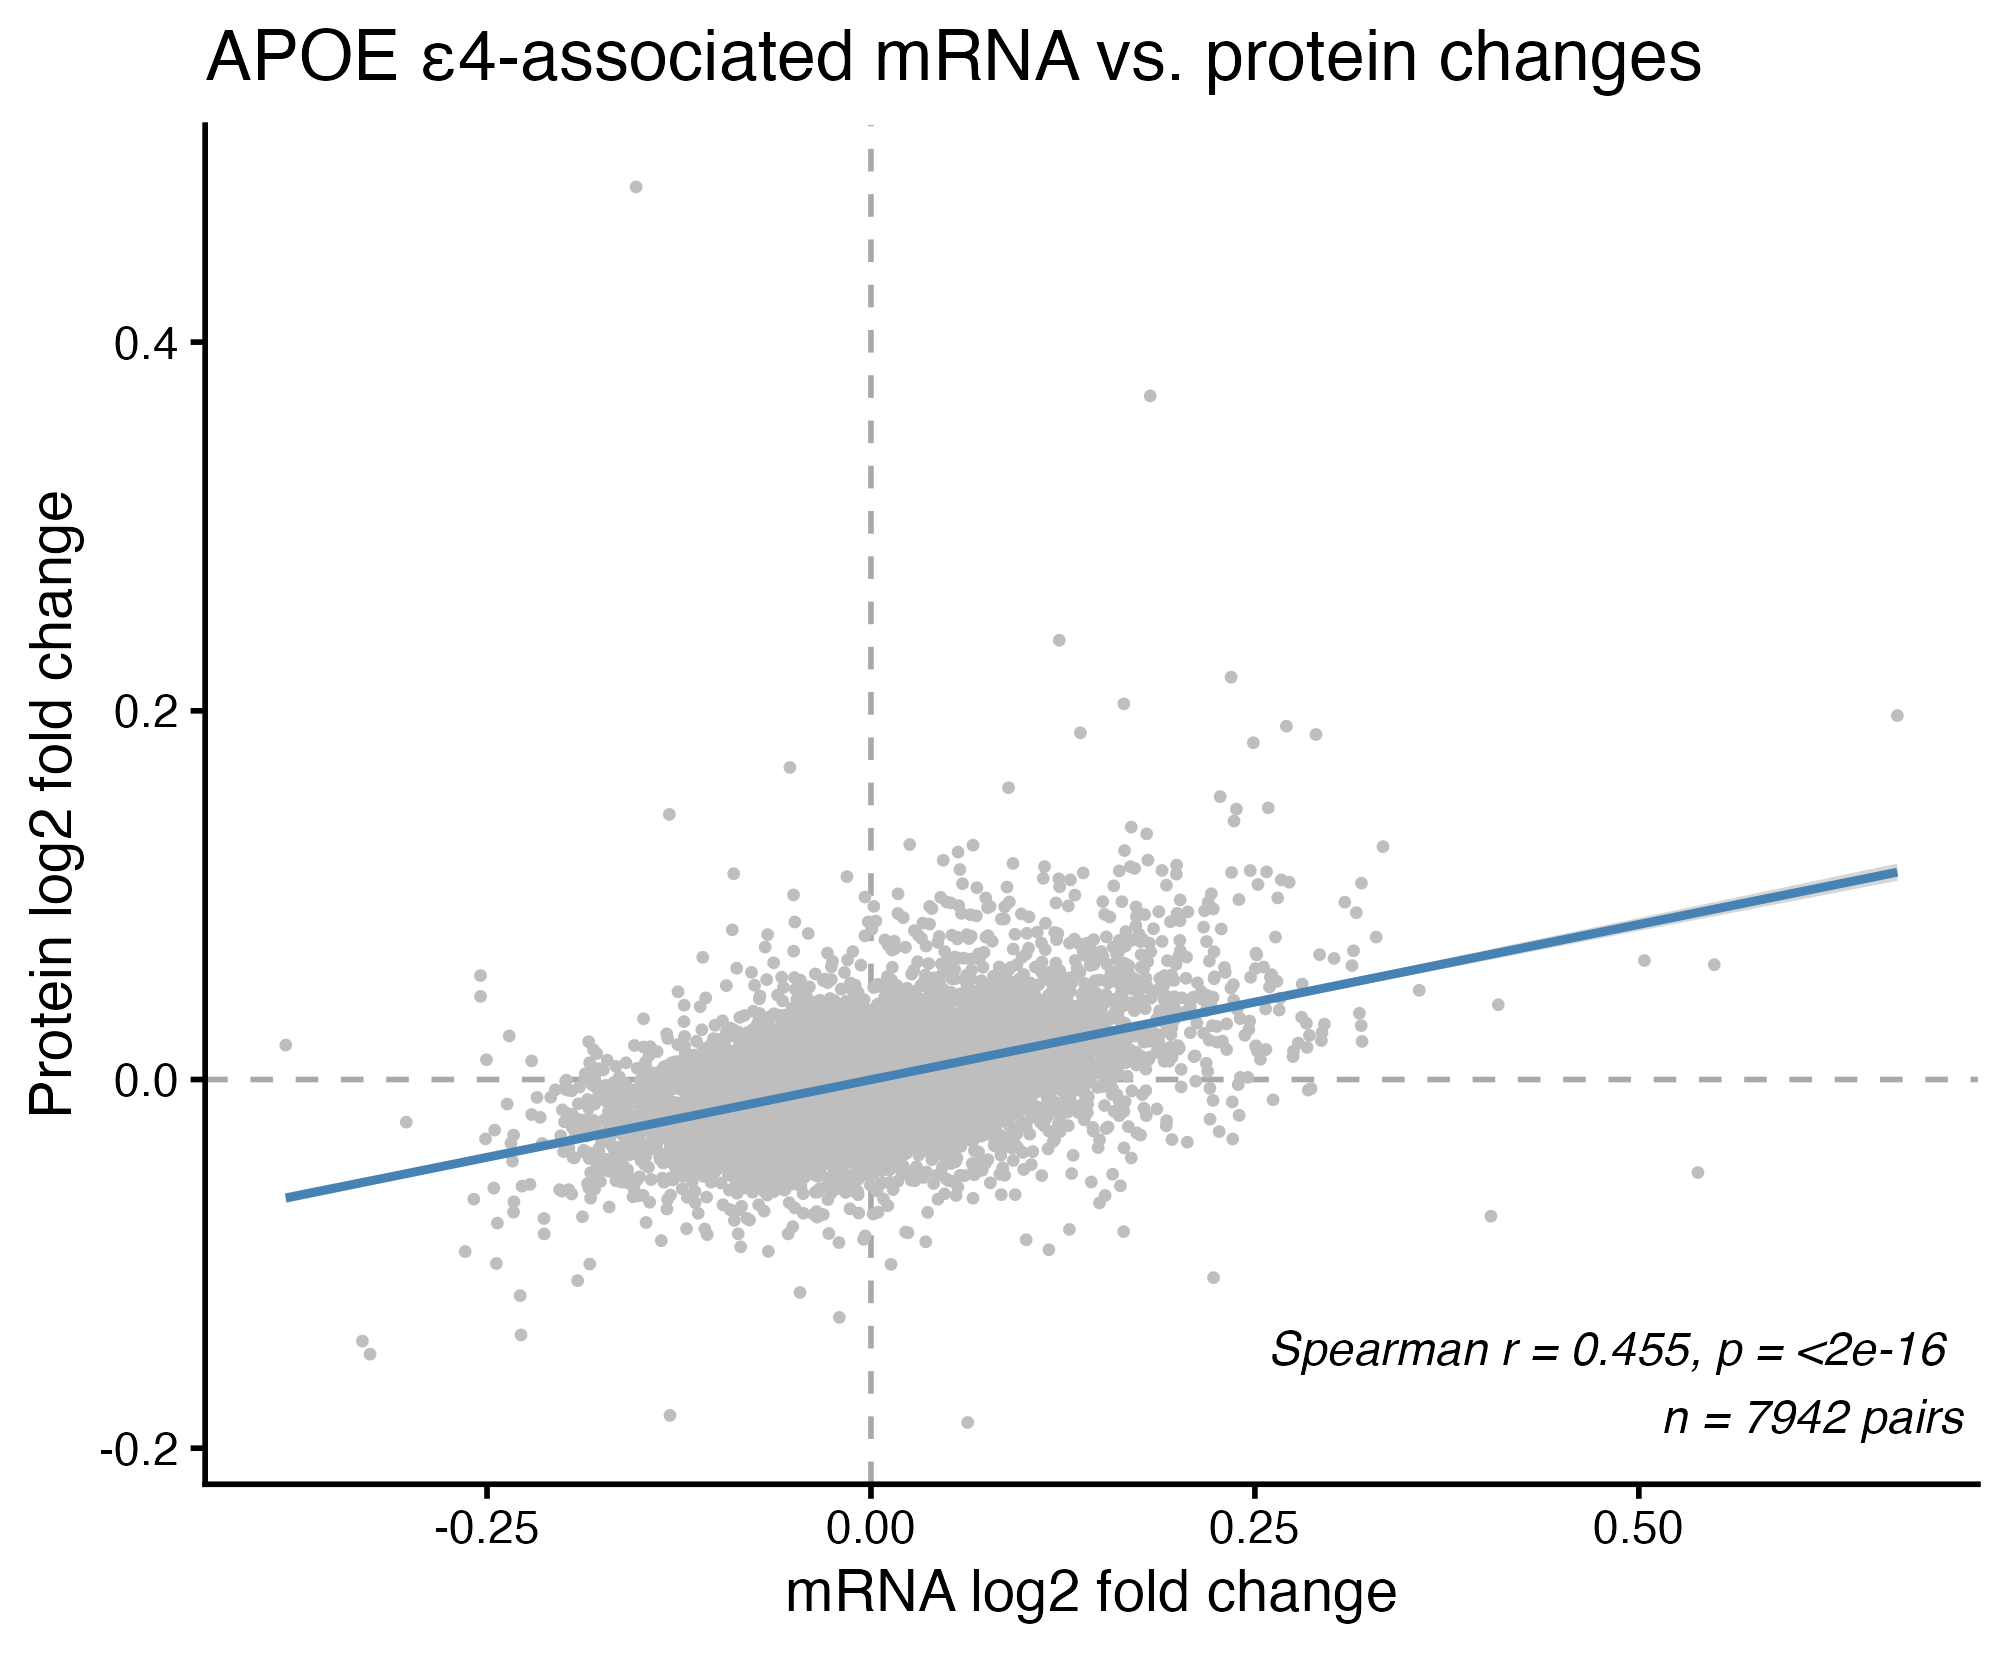 APOE ε4-associated mRNA vs. protein changes
Protein log2 fold change
0.4
0.2
0.0
-0.2
Spearman r = 0.455, p = <2e-16
n = 7942 pairs
-0.25
0.00
0.25
0.50
mRNA log2 fold change